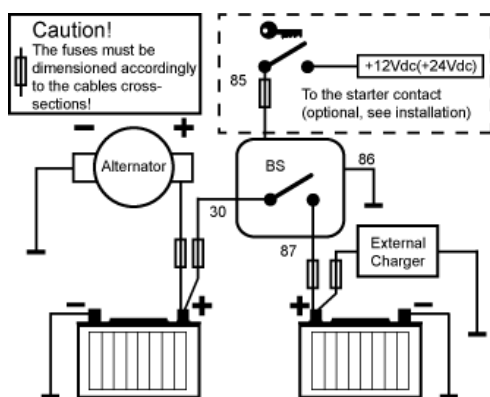 Caution!
The fuses must be
dimensioned accordingly
to the cables cross-
sections!
+12Vdc(+24Vdc)
85
To the starter contact
(optional, see installation)
- +
Alternator
BS
86
30
87
External
Charger
- +
+ -